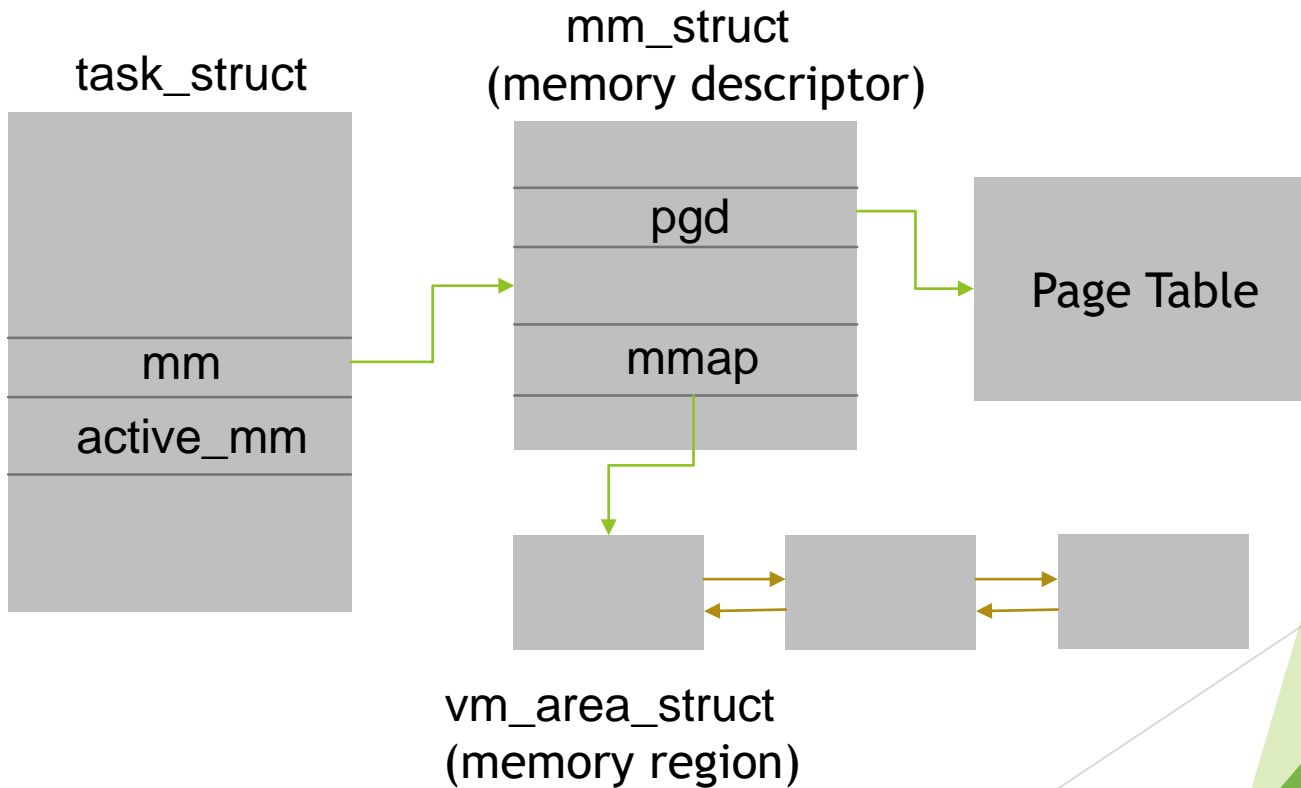 task_struct
mm_struct
(memory descriptor)
mm
active_mm
pgd
mmap
Page Table
vm_area_struct
(memory region)